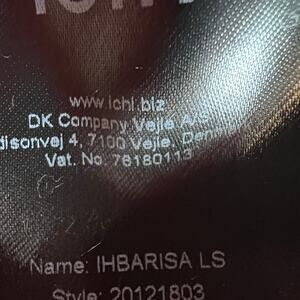 www.ichi.biz
DK Company Vejle A/S
disonvej 4, 7100 Vejle, Denm
Vat. No. 76180113
Name: IHBARISA LS
Style: 20121803